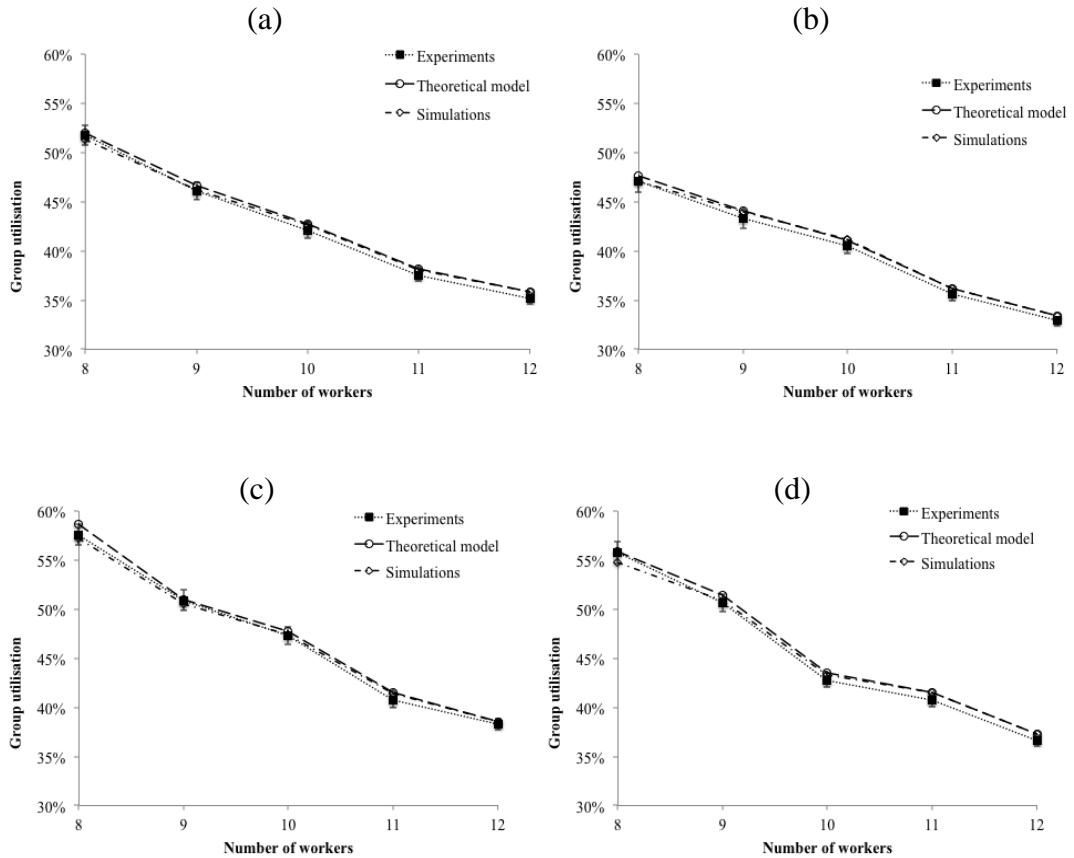 (a)
60%
55%
50%
45%
40%
35%
30%
Group utilisation
8 9 10 11 12
Number of workers
Experiments
Theoretical model
Simulations
(b)
60%
55%
50%
45%
40%
35%
30%
Group utilisation
8 9 10 11 12
Number of workers
Experiments
Theoretical model
Simulations
(c)
60%
55%
50%
45%
40%
35%
30%
Group utilisation
8 9 10 11 12
Number of workers
Experiments
Theoretical model
Simulations
(d)
60%
55%
50%
45%
40%
35%
30%
Group utilisation
8 9 10 11 12
Number of workers
Experiments
Theoretical model
Simulations